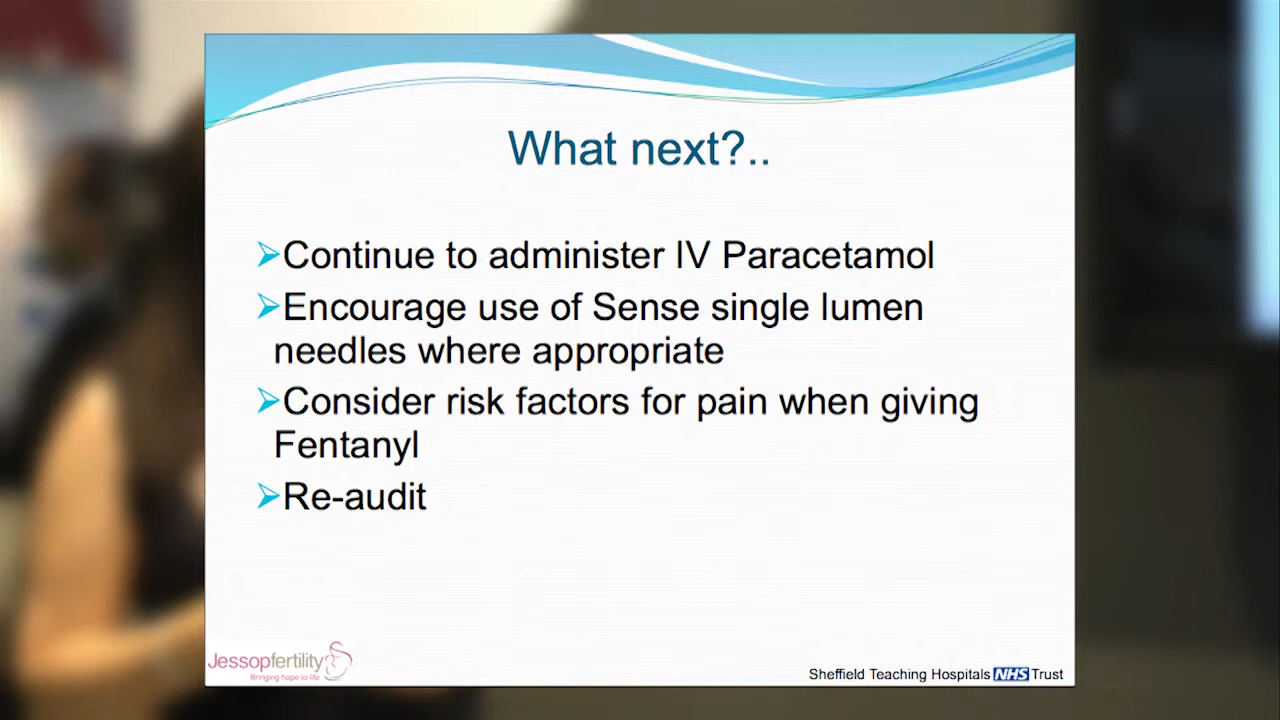 What next?..
Continue to administer IV Paracetamol
Encourage use of Sense single lumen
needles where appropriate
Consider risk factors for pain when giving
Fentanyl
Re-audit
Jessopfertility
Bringing hope to life
Sheffield Teaching Hospitals NHS Trust